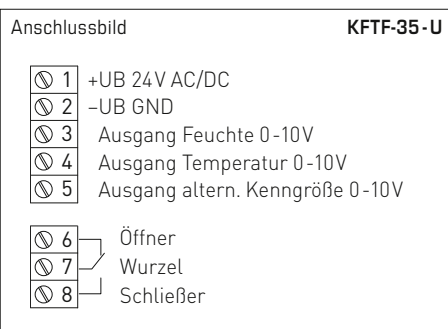 Anschlussbild KFTF-35-U
1 +UB 24V AC/DC
2 –UB GND
3 Ausgang Feuchte 0-10V
4 Ausgang Temperatur 0-10V
5 Ausgang altern. Kenngröße 0-10V
6 Öffner
7 Wurzel
8 Schließer